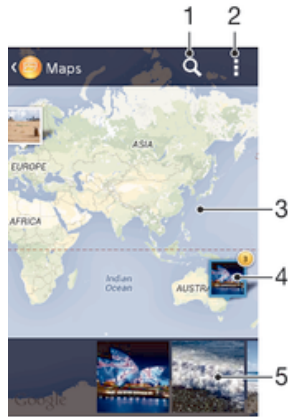 1 2
Maps
ASIA
EUROPE
3
AFRICA
4
Indian
Ocean
AUSTRA
5
Google